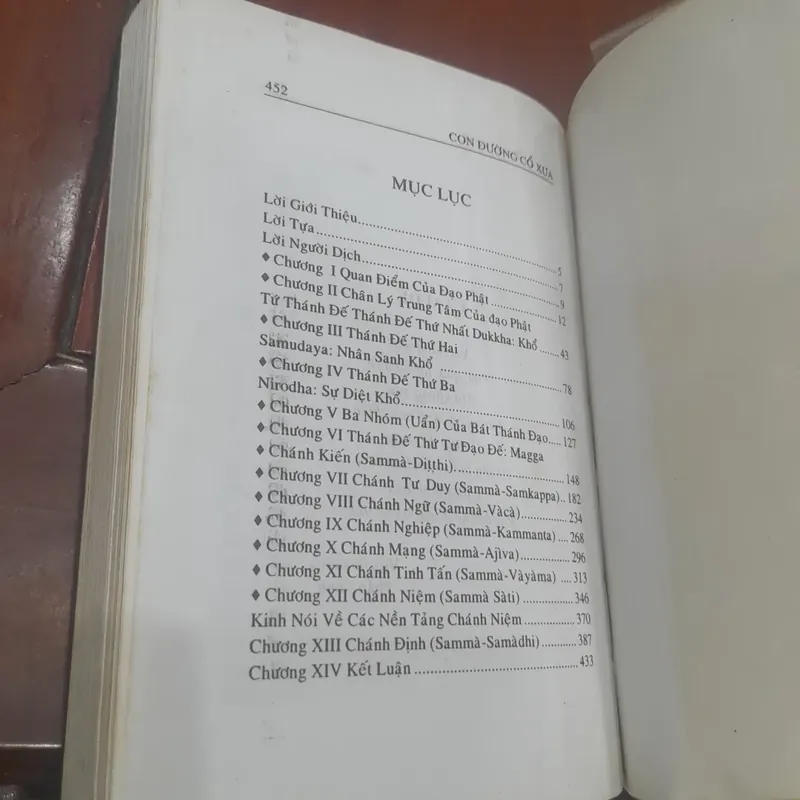 452
CON ĐƯỜNG CỔ XƯA
MỤC LỤC
Lời Giới Thiệu..................5
Lời Tựa..................7
Lời Người Dịch..................9
♦ Chương I Quan Điểm Của Đạo Phật..................12
♦ Chương II Chân Lý Trung Tâm Của đạo Phật
Tứ Thánh Đế Thánh Đế Thứ Nhất Dukkha: Khổ ....43
♦ Chương III Thánh Đế Thứ Hai
Samudaya: Nhân Sanh Khổ ..................78
♦ Chương IV Thánh Đế Thứ Ba
Nirodha: Sự Diệt Khổ..................106
♦ Chương V Ba Nhóm (Uẩn) Của Bát Thánh Đạo....127
♦ Chương VI Thánh Đế Thứ Tư Đạo Đế: Magga
Chánh Kiến (Sammà-Diṭṭhi)..................148
♦ Chương VII Chánh Tư Duy (Sammà-Samkappa)..182
♦ Chương VIII Chánh Ngữ (Sammà-Vàcà)..................234
♦ Chương IX Chánh Nghiệp (Sammà-Kammanta) ....268
♦ Chương X Chánh Mạng (Sammà-Ajìva)..................296
♦ Chương XI Chánh Tinh Tấn (Sammà-Vàyàma) ....313
♦ Chương XII Chánh Niệm (Sammà Sàti)..................346
Kinh Nói Về Các Nền Tảng Chánh Niệm..................370
Chương XIII Chánh Định (Sammà-Samàdhi)...........387
Chương XIV Kết Luận..................433